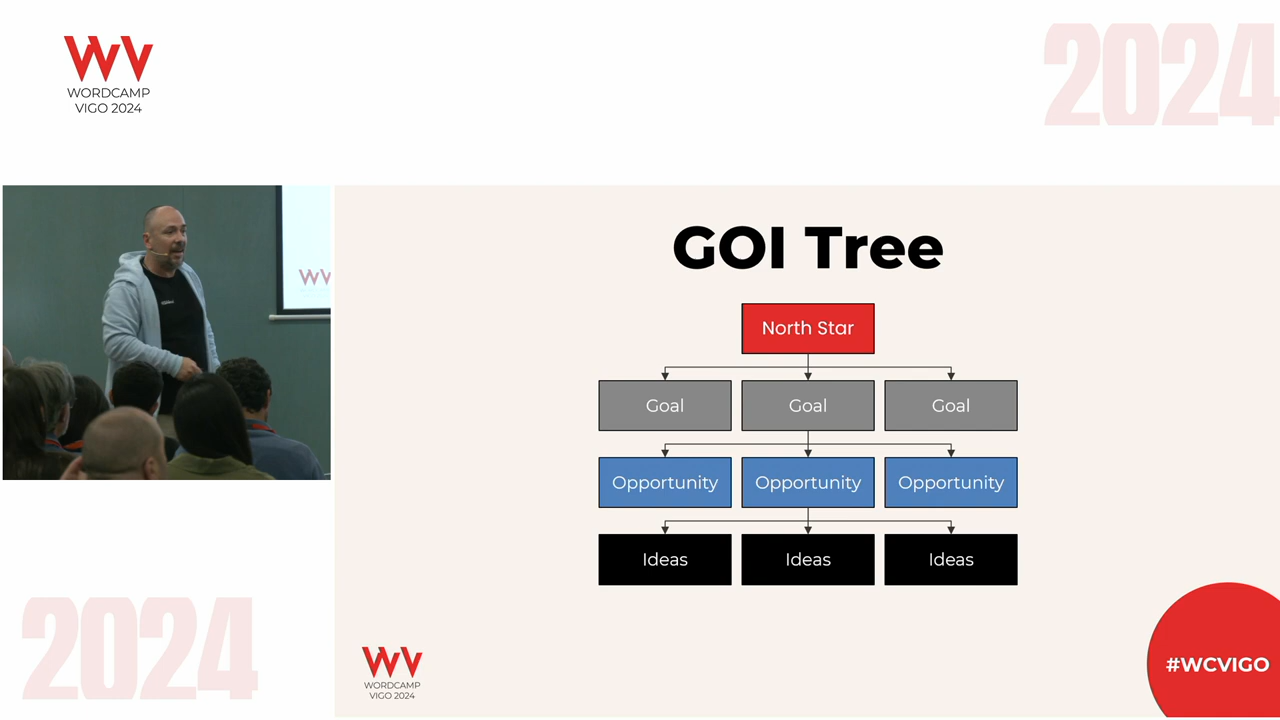 WORDCAMP
VIGO 2024
2024
WV
GOI Tree
North Star
Goal Goal Goal
Opportunity Opportunity Opportunity
Ideas Ideas Ideas
2024
WORDCAMP
VIGO 2024
#WCVIGO